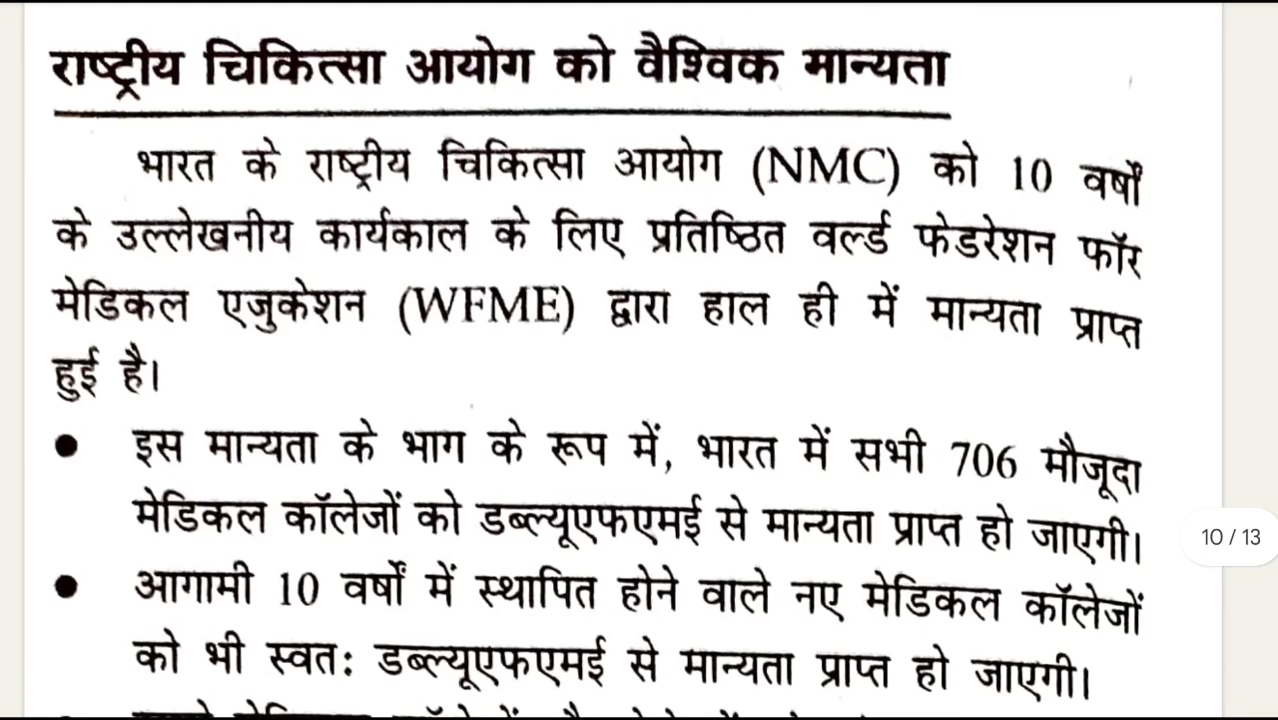 राष्ट्रीय चिकित्सा आयोग को वैश्विक मान्यता
भारत के राष्ट्रीय चिकित्सा आयोग (NMC) को 10 वर्षों
के उल्लेखनीय कार्यकाल के लिए प्रतिष्ठित वर्ल्ड फेडरेशन फॉर
मेडिकल एजुकेशन (WFME) द्वारा हाल ही में मान्यता प्राप्त
हुई है।
● इस मान्यता के भाग के रूप में, भारत में सभी 706 मौजूदा
मेडिकल कॉलेजों को डब्ल्यूएफएमई से मान्यता प्राप्त हो जाएगी।
10 / 13
● आगामी 10 वर्षों में स्थापित होने वाले नए मेडिकल कॉलेजों
को भी स्वत: डब्ल्यूएफएमई से मान्यता प्राप्त हो जाएगी।